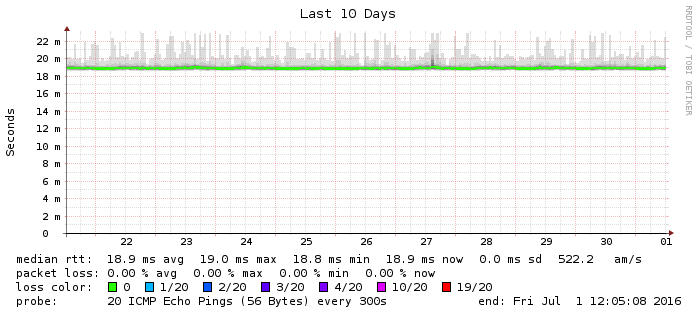 Last 10 Days
RRDTOOL / TOBI OETIKER
Seconds
22 m
20 m
18 m
16 m
14 m
12 m
10 m
8 m
6 m
4 m
2 m
0
22 23 24 25 26 27 28 29 30 01
median rtt: 18.9 ms avg 19.0 ms max 18.8 ms min 18.9 ms now 0.0 ms sd 522.2 am/s
packet loss: 0.00 % avg 0.00 % max 0.00 % min 0.00 % now
loss color: 0 1/20 2/20 3/20 4/20 10/20 19/20
probe: 20 ICMP Echo Pings (56 Bytes) every 300s end: Fri Jul 1 12:05:08 2016